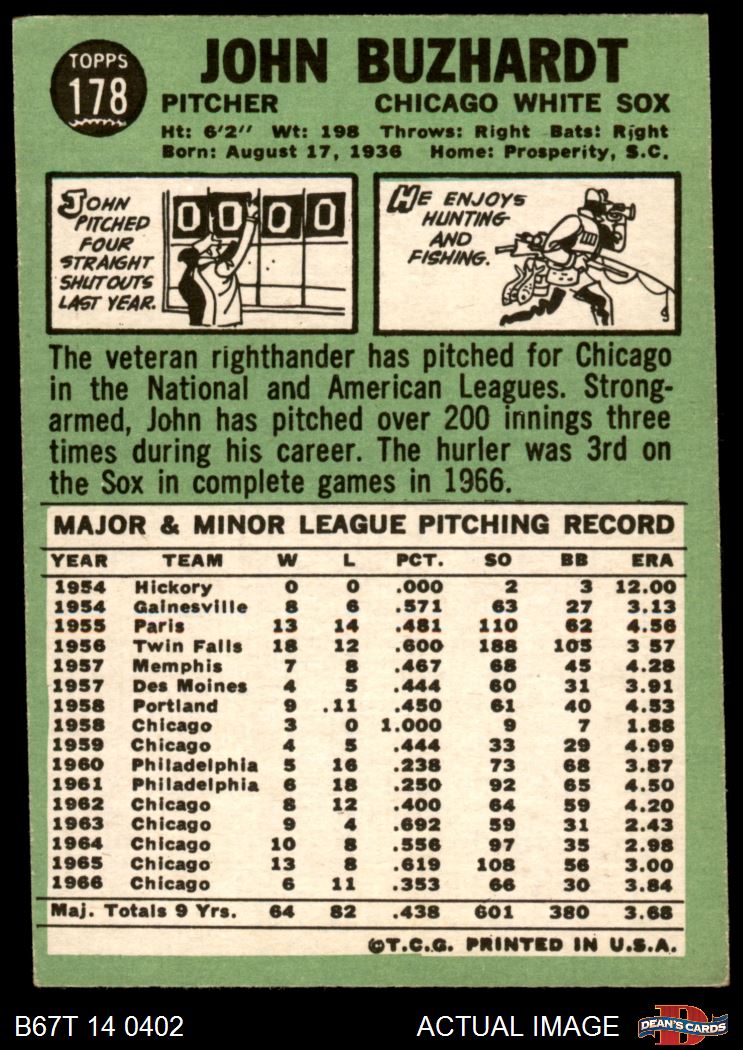 TOPPS
178
JOHN BUZHARDT
PITCHER CHICAGO WHITE SOX
Ht: 6'2" Wt: 198 Throws: Right Bats: Right
Born: August 17, 1936 Home: Prosperity, S.C.
JOHN
PITCHED
FOUR
STRAIGHT
SHUTOUTS
LAST YEAR.
0 0 0 0
HE ENJOYS
HUNTING
AND
FISHING.
The veteran righthander has pitched for Chicago
in the National and American Leagues. Strong-
armed, John has pitched over 200 innings three
times during his career. The hurler was 3rd on
the Sox in complete games in 1966.
MAJOR & MINOR LEAGUE PITCHING RECORD
YEAR TEAM W L PCT. SO BB ERA
1954 Hickory 0 0 .000 2 3 12.00
1954 Gainesville 8 6 .571 63 27 3.13
1955 Paris 13 14 .481 110 62 4.56
1956 Twin Falls 18 12 .600 188 105 3 57
1957 Memphis 7 8 .467 68 45 4.28
1957 Des Moines 4 5 .444 60 31 3.91
1958 Portland 9 .11 .450 61 40 4.53
1958 Chicago 3 0 1.000 9 7 1.88
1959 Chicago 4 5 .444 33 29 4.99
1960 Philadelphia 5 16 .238 73 68 3.87
1961 Philadelphia 6 18 .250 92 65 4.50
1962 Chicago 8 12 .400 64 59 4.20
1963 Chicago 9 4 .692 59 31 2.43
1964 Chicago 10 8 .556 97 35 2.98
1965 Chicago 13 8 .619 108 56 3.00
1966 Chicago 6 11 .353 66 30 3.84
Maj. Totals 9 Yrs. 64 82 .438 601 380 3.68
©T.C.G. PRINTED IN U.S.A.
B67T 14 0402 ACTUAL IMAGE
D
DEAN'S CARDS